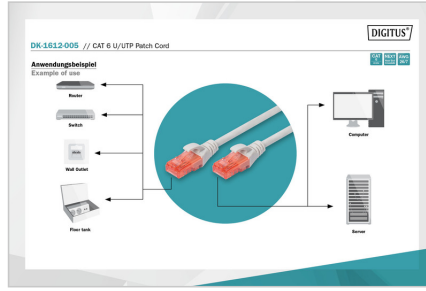 DIGITUS®
DK-1612-005 // CAT 6 U/UTP Patch Cord
Anwendungsbeispiel
Example of use
Router
Switch
Wall Outlet
Floor tank
Computer
Server